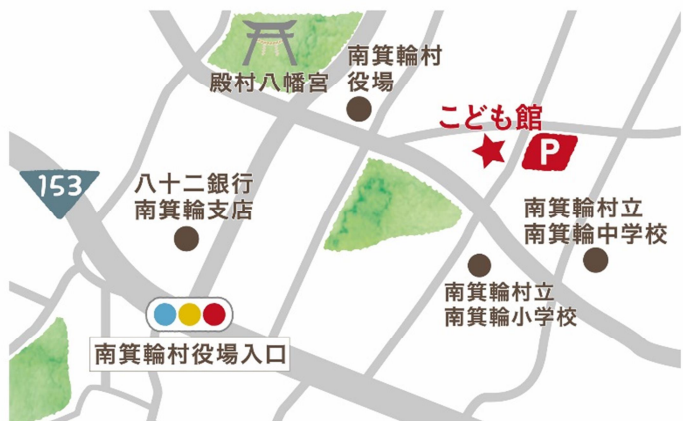 殿村八幡宮
南箕輪村
役場
こども館
P
153
八十二銀行
南箕輪支店
南箕輪村立
南箕輪中学校
南箕輪村立
南箕輪小学校
南箕輪村役場入口